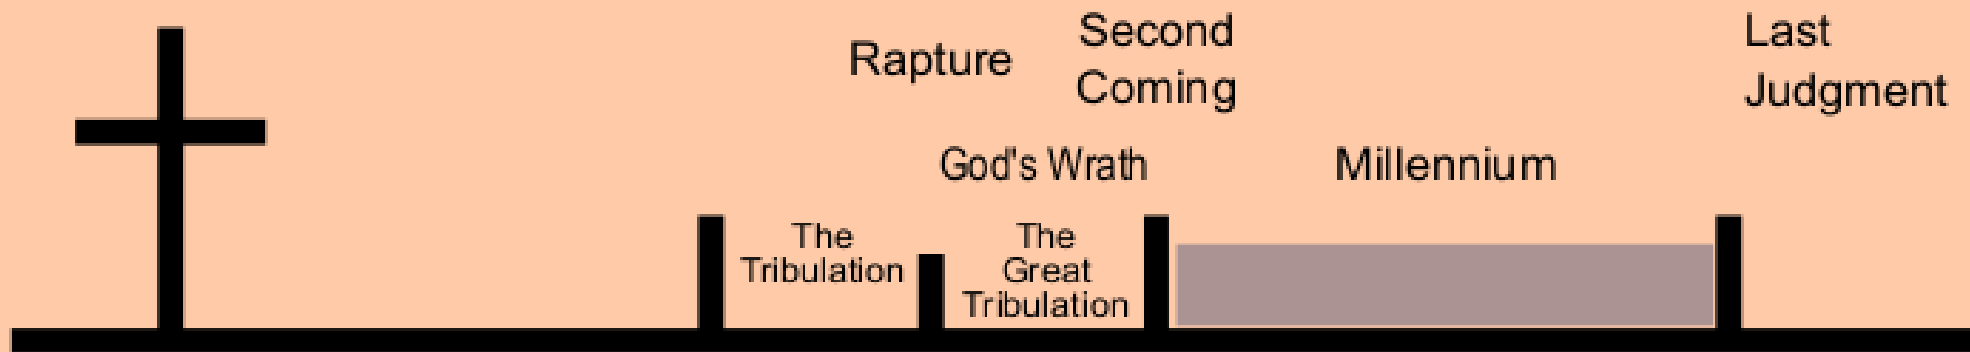 Rapture
Second
Coming
Last
Judgment
God's Wrath
Millennium
The
Tribulation
The
Great
Tribulation